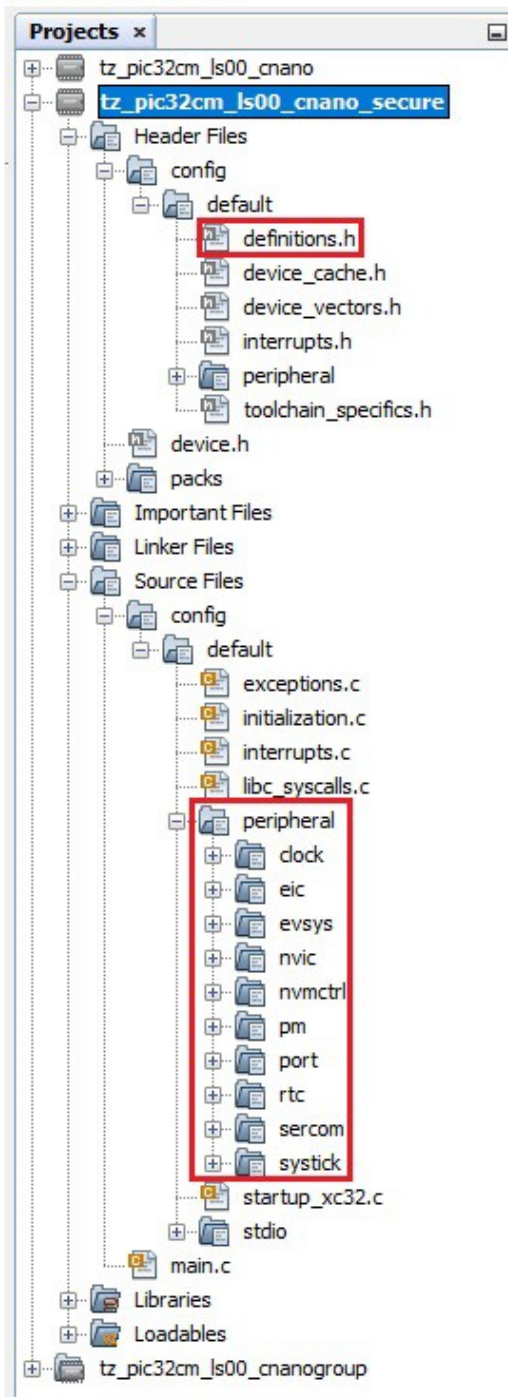 Projects ×
tz_pic32cm_ls00_cnano
tz_pic32cm_ls00_cnano_secure
Header Files
config
default
definitions.h
device_cache.h
device_vectors.h
interrupts.h
peripheral
toolchain_specifics.h
device.h
packs
Important Files
Linker Files
Source Files
config
default
exceptions.c
initialization.c
interrupts.c
libc_syscalls.c
peripheral
clock
eic
evsys
nvic
nvmctrl
pm
port
rtc
sercom
systick
startup_xc32.c
stdio
main.c
Libraries
Loadables
tz_pic32cm_ls00_cnanogroup